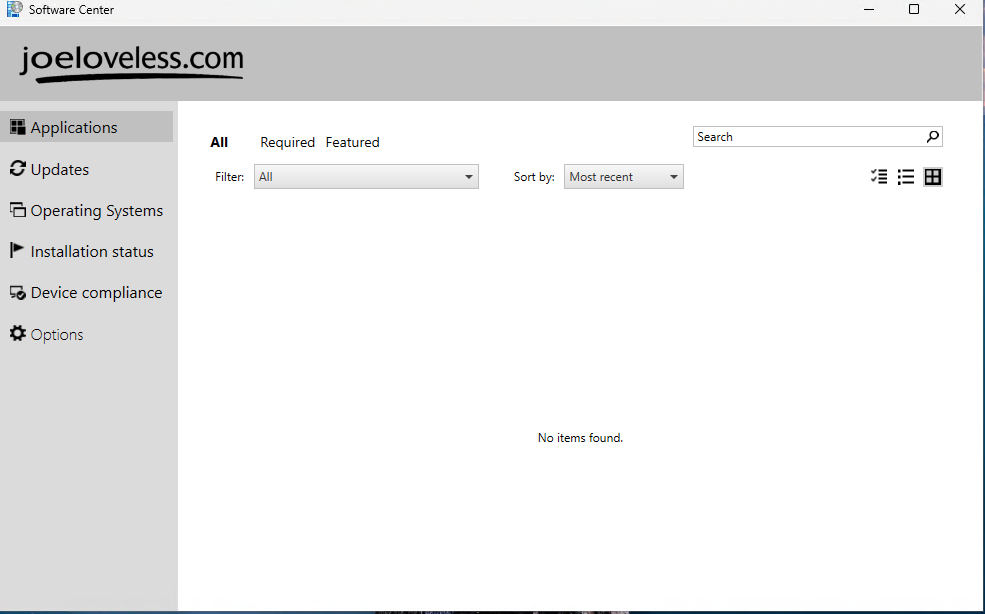 Software Center
joeloveless.com
Applications
Updates
Operating Systems
Installation status
Device compliance
Options
All Required Featured
Search
Filter: All Sort by: Most recent
No items found.